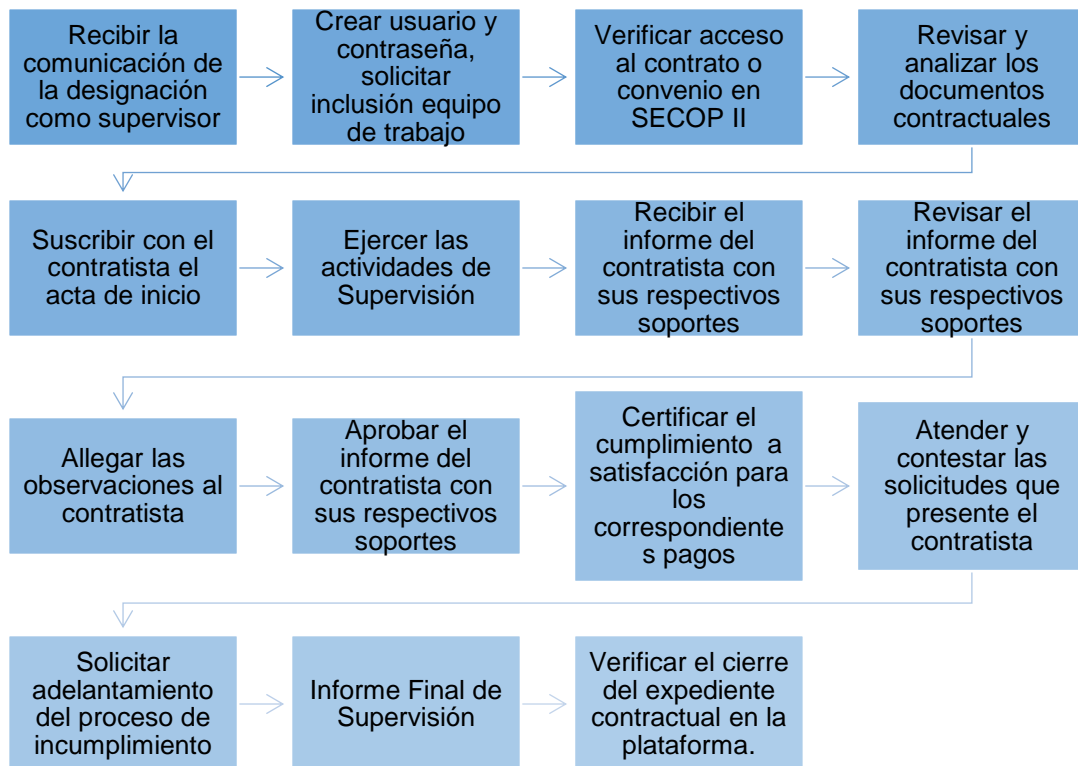 Recibir la
comunicación de
la designación
como supervisor
Crear usuario y
contraseña,
solicitar
inclusión equipo
de trabajo
Verificar acceso
al contrato o
convenio en
SECOP II
Revisar y
analizar los
documentos
contractuales
Suscribir con el
contratista el
acta de inicio
Ejercer las
actividades de
Supervisión
Recibir el
informe del
contratista con
sus respectivos
soportes
Revisar el
informe del
contratista con
sus respectivos
soportes
Allegar las
observaciones al
contratista
Aprobar el
informe del
contratista con
sus respectivos
soportes
Certificar el
cumplimiento a
satisfacción para
los
correspondiente
s pagos
Atender y
contestar las
solicitudes que
presente el
contratista
Solicitar
adelantamiento
del proceso de
incumplimiento
Informe Final de
Supervisión
Verificar el cierre
del expediente
contractual en la
plataforma.